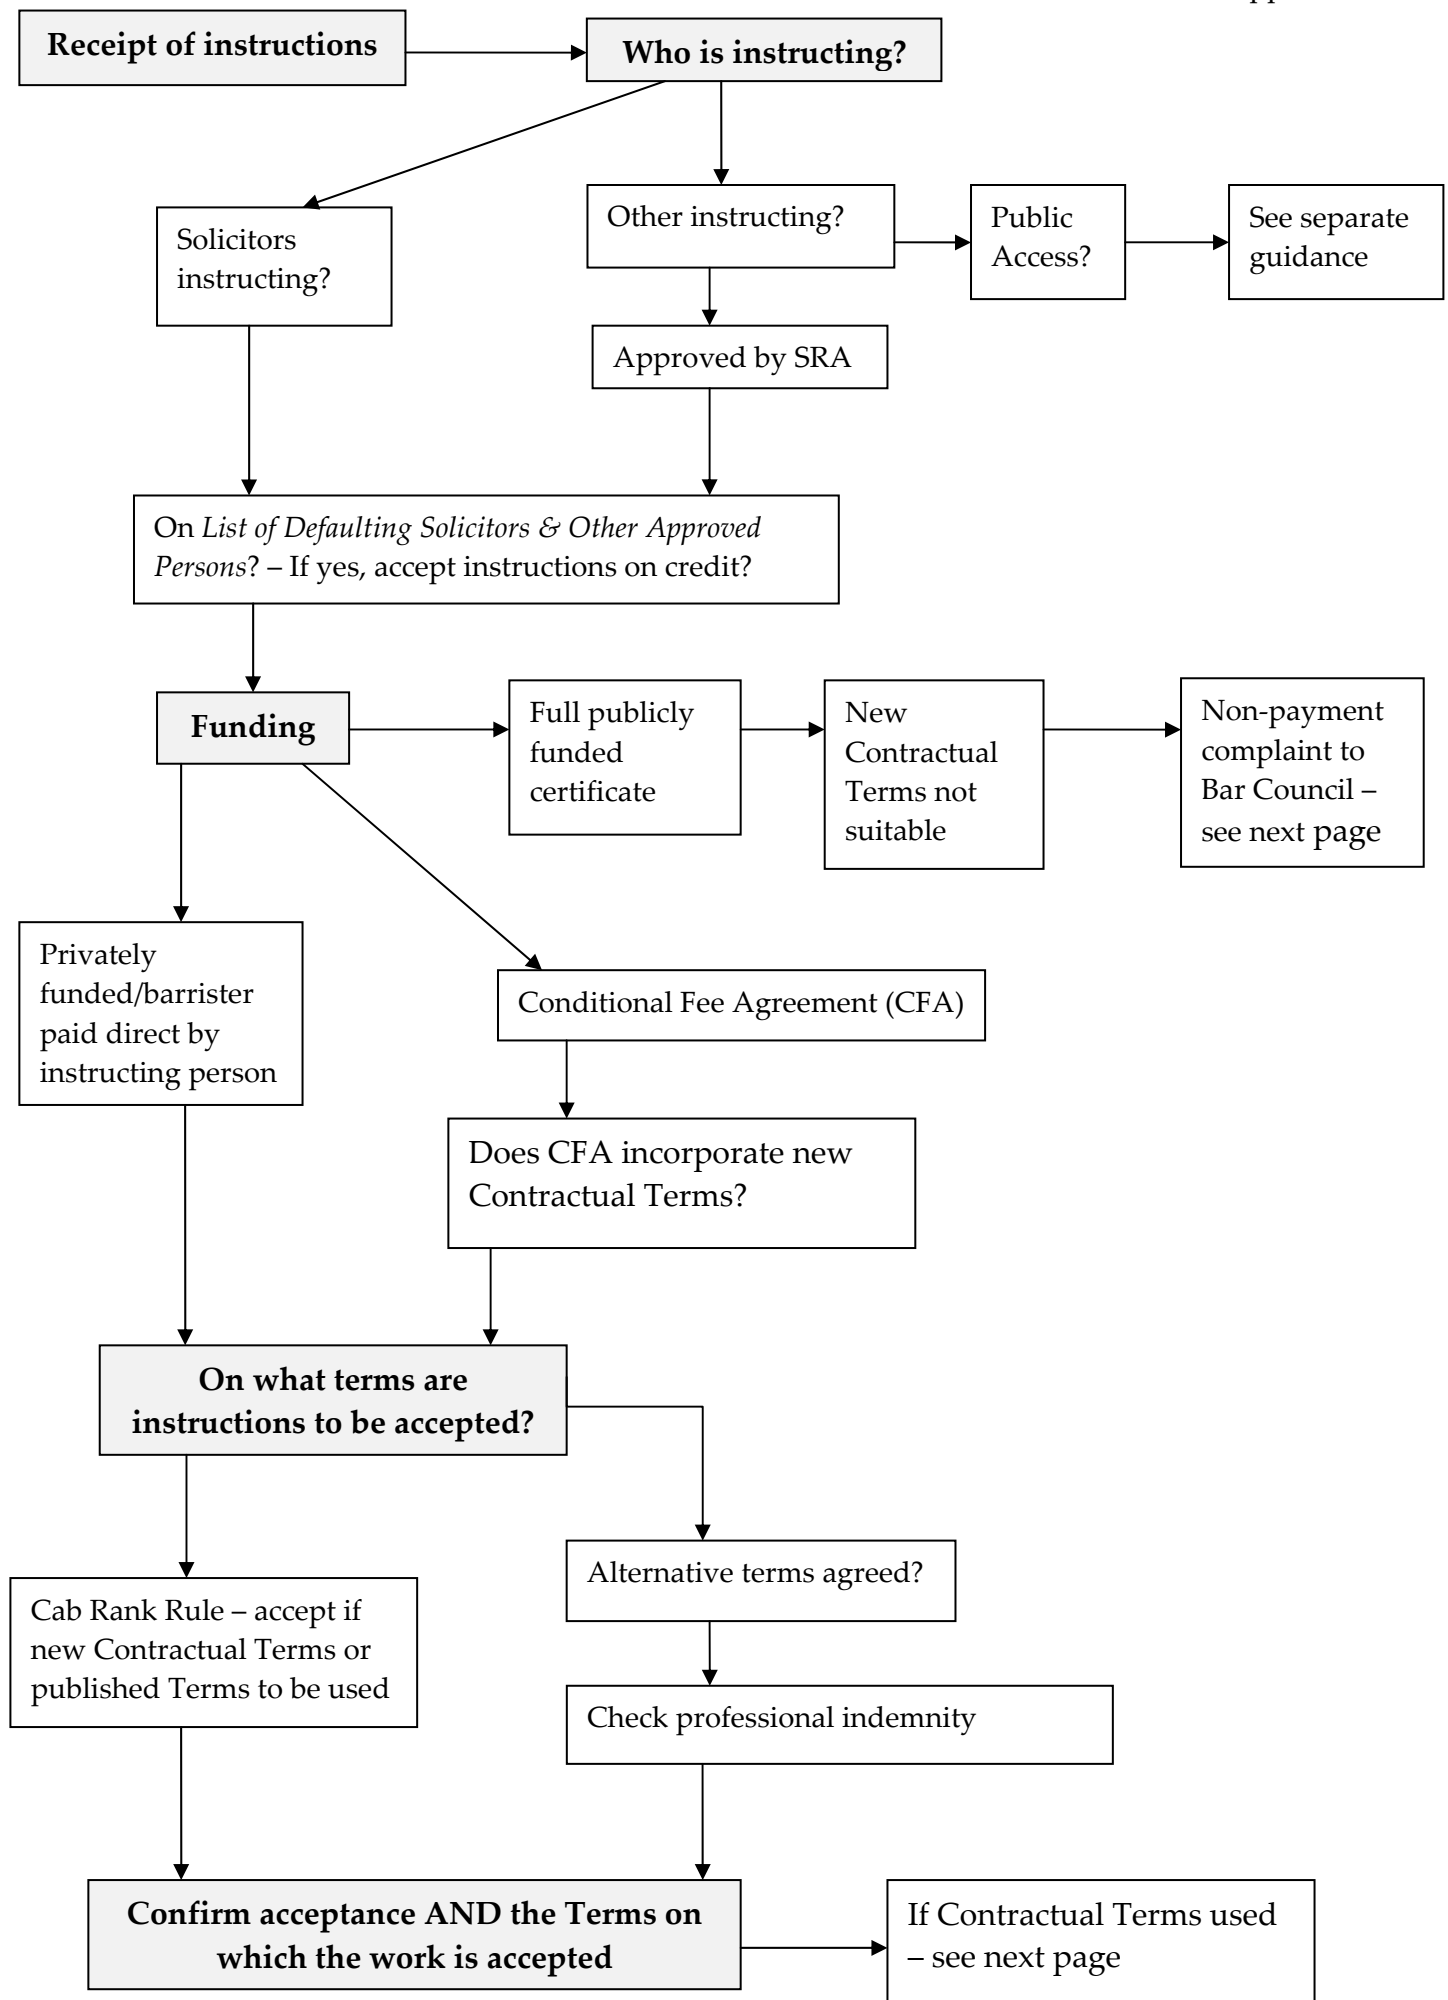 Receipt of instructions
Who is instructing?
Solicitors
instructing?
Other instructing?
Public
Access?
See separate
guidance
Approved by SRA
On List of Defaulting Solicitors & Other Approved
Persons? – If yes, accept instructions on credit?
Funding
Full publicly
funded
certificate
New
Contractual
Terms not
suitable
Non-payment
complaint to
Bar Council –
see next page
Privately
funded/barrister
paid direct by
instructing person
Conditional Fee Agreement (CFA)
Does CFA incorporate new
Contractual Terms?
On what terms are
instructions to be accepted?
Alternative terms agreed?
Cab Rank Rule – accept if
new Contractual Terms or
published Terms to be used
Check professional indemnity
Confirm acceptance AND the Terms on
which the work is accepted
If Contractual Terms used
– see next page